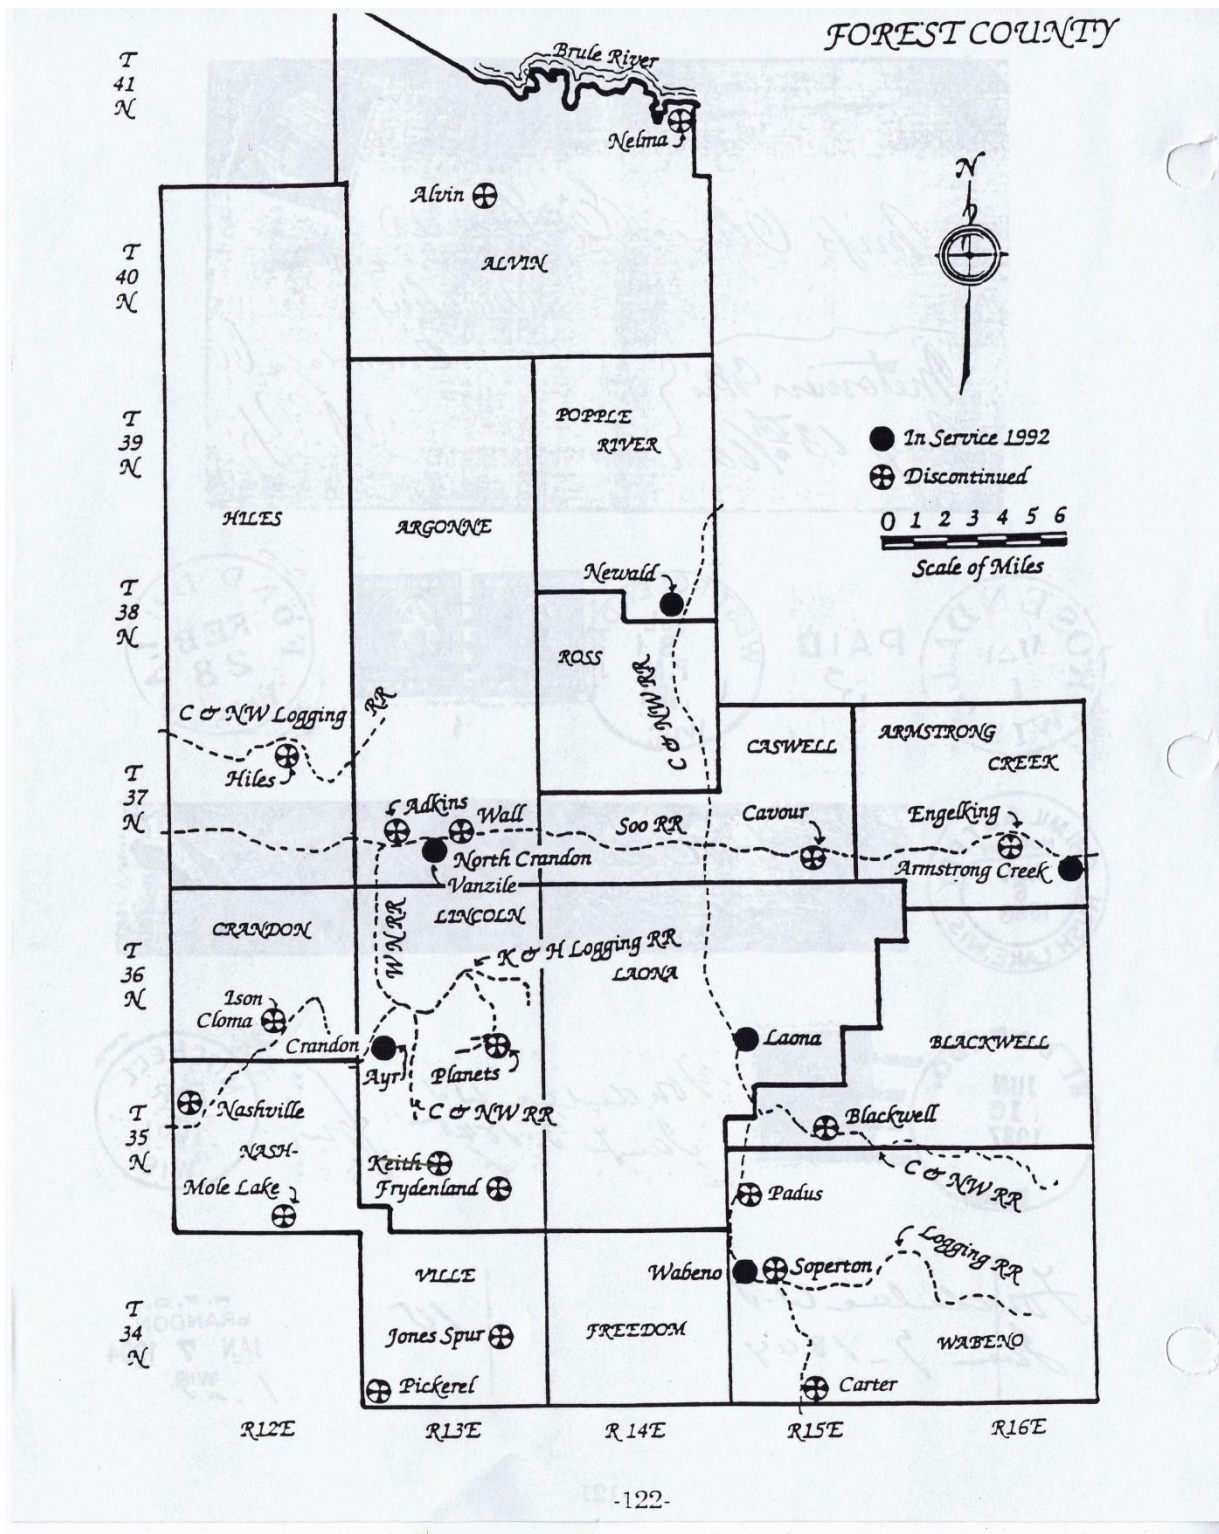 FOREST COUNTY
T
41
N
Brule River
Nelma
N
Alvin
ALVIN
T
40
N
T
39
N
POPPLE
RIVER
In Service 1992
Discontinued
0 1 2 3 4 5 6
Scale of Miles
HILES
ARGONNE
T
38
N
Newald
ROSS
C & NW RR
C & NW Logging RR
Hiles
CASWELL
ARMSTRONG
CREEK
T
37
N
Adkins
Wall
Soo RR
Cavour
Engelking
North Crandon
Vanzile
Armstrong Creek
CRANDON
LINCOLN
W N RR
K & H Logging RR
LAONA
T
36
N
Ison
Cloma
Crandon
Ayr
Planets
Laona
BLACKWELL
C & NW RR
T
35
N
Nashville
Blackwell
NASH-
Keith
Frydenland
Mole Lake
Padus
C & NW RR
Wabeno
Soperton
Logging RR
VILLE
T
34
N
Jones Spur
FREEDOM
WABENO
Pickerel
Carter
R12E
R13E
R 14E
R15E
R16E
-122-